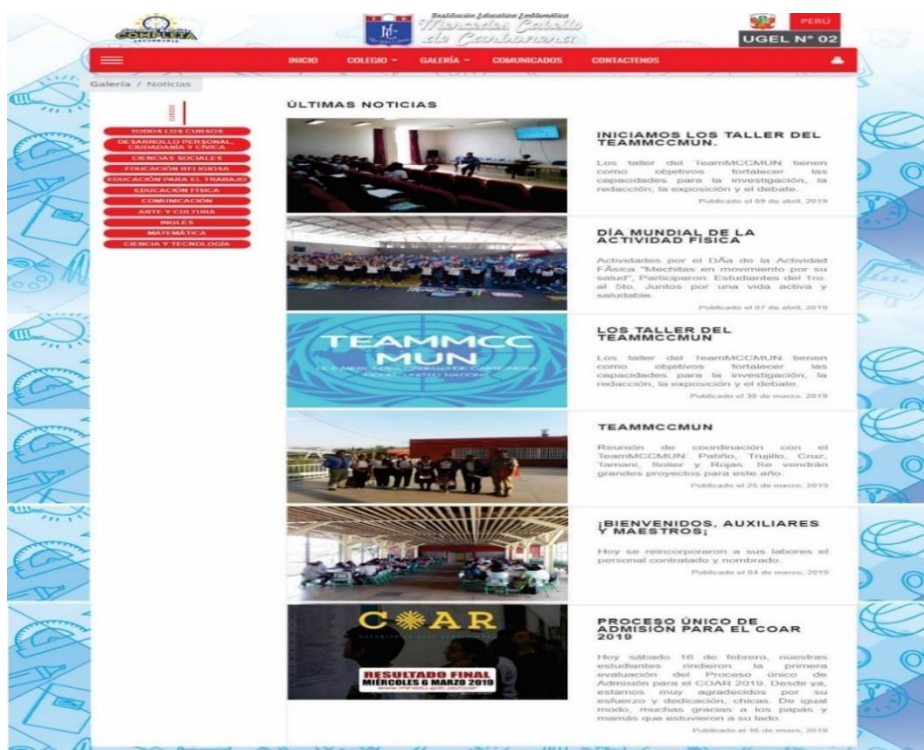 COMPLETA
SECUNDARIA
Institución Educativa Emblemática
Mercedes Cabello
de Carbonera
PERÚ
UGEL N° 02
INICIO
COLEGIO
GALERÍA
COMUNICADOS
CONTACTENOS
Galería / Noticias
CURSOS
TODOS LOS CURSOS
DESARROLLO PERSONAL,
CIUDADANÍA Y CÍVICA
CIENCIAS SOCIALES
EDUCACIÓN RELIGIOSA
EDUCACIÓN PARA EL TRABAJO
EDUCACIÓN FÍSICA
COMUNICACIÓN
ARTE Y CULTURA
INGLÉS
MATEMÁTICA
CIENCIA Y TECNOLOGÍA
ÚLTIMAS NOTICIAS
INICIAMOS LOS TALLER DEL
TEAMMCCMUN.
Los taller del TeamMCCMUN tienen
como objetivos fortalecer las
capacidades para la investigación, la
redacción, la exposición y el debate.
Publicado el 09 de abril, 2019
DÍA MUNDIAL DE LA
ACTIVIDAD FÍSICA
Actividades por el DÃa de la Actividad
FÃsica "Mechitas en movimiento por su
salud", Participaron: Estudiantes del 1ro.
al 5to. Juntos por una vida activa y
saludable.
Publicado el 07 de abril, 2019
TEAMMCC
MUN
I.E.E. MERCEDES CABELLO DE CARBONERA
MODEL UNITED NATIONS
LOS TALLER DEL
TEAMMCCMUN
Los taller del TeamMCCMUN tienen
como objetivos fortalecer las
capacidades para la investigación, la
redacción, la exposición y el debate.
Publicado el 30 de marzo, 2019
TEAMMCCMUN
Reunión de coordinación con el
TeamMCCMUN: Patiño, Trujillo, Cruz,
Tamani, Solier y Rojas. Se vendrán
grandes proyectos para este año.
Publicado el 25 de marzo, 2019
¡BIENVENIDOS, AUXILIARES
Y MAESTROS¡
Hoy se reincorporaron a sus labores el
personal contratado y nombrado.
Publicado el 04 de marzo, 2019
COAR
RESULTADO FINAL
MIÉRCOLES 6 MARZO 2019
PROCESO ÚNICO DE
ADMISIÓN PARA EL COAR
2019
Hoy sábado 16 de febrero, nuestras
estudiantes rindieron la primera
evaluación del Proceso único de
Admisión para el COAR 2019. Desde ya,
estamos muy agradecidos por su
esfuerzo y dedicación, chicas. De igual
modo, muchas gracias a los papás y
mamás que estuvieron a su lado.
Publicado el 16 de enero, 2019